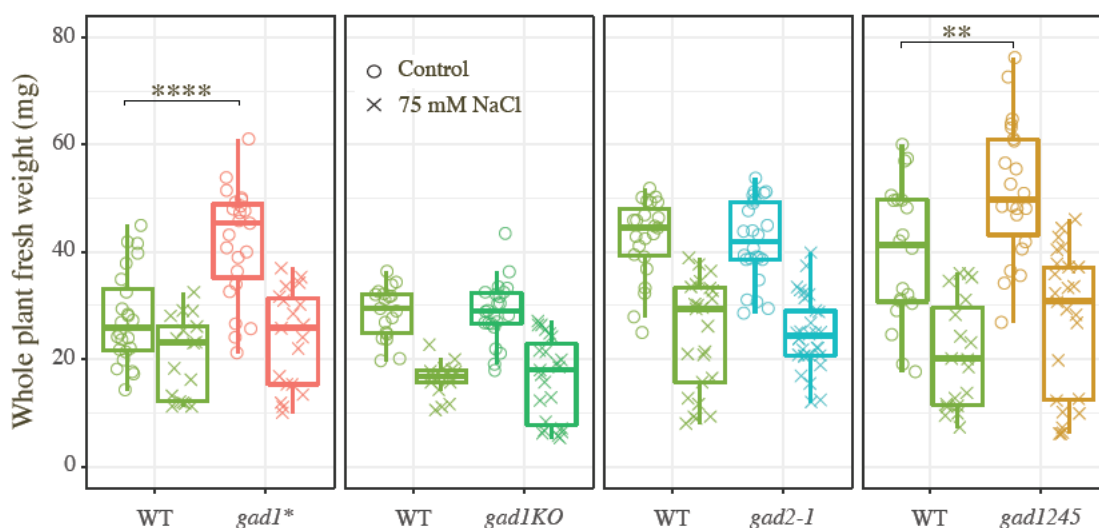 Whole plant fresh weight (mg)
80
60
40
20
0
****
Control
75 mM NaCl
**
WT gad1* WT gad1KO WT gad2-1 WT gad1245